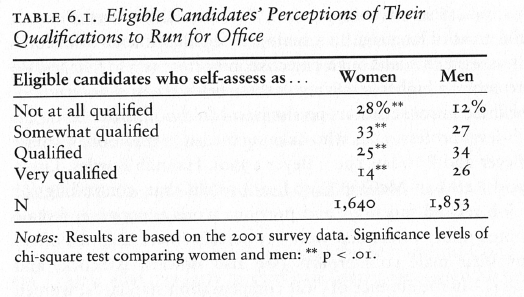 TABLE 6.1. Eligible Candidates' Perceptions of Their
Qualifications to Run for Office
Eligible candidates who self-assess as ... Women Men
Not at all qualified 28%** 12%
Somewhat qualified 33** 27
Qualified 25** 34
Very qualified 14** 26
N 1,640 1,853
Notes: Results are based on the 2001 survey data. Significance levels of
chi-square test comparing women and men: ** p < .01.